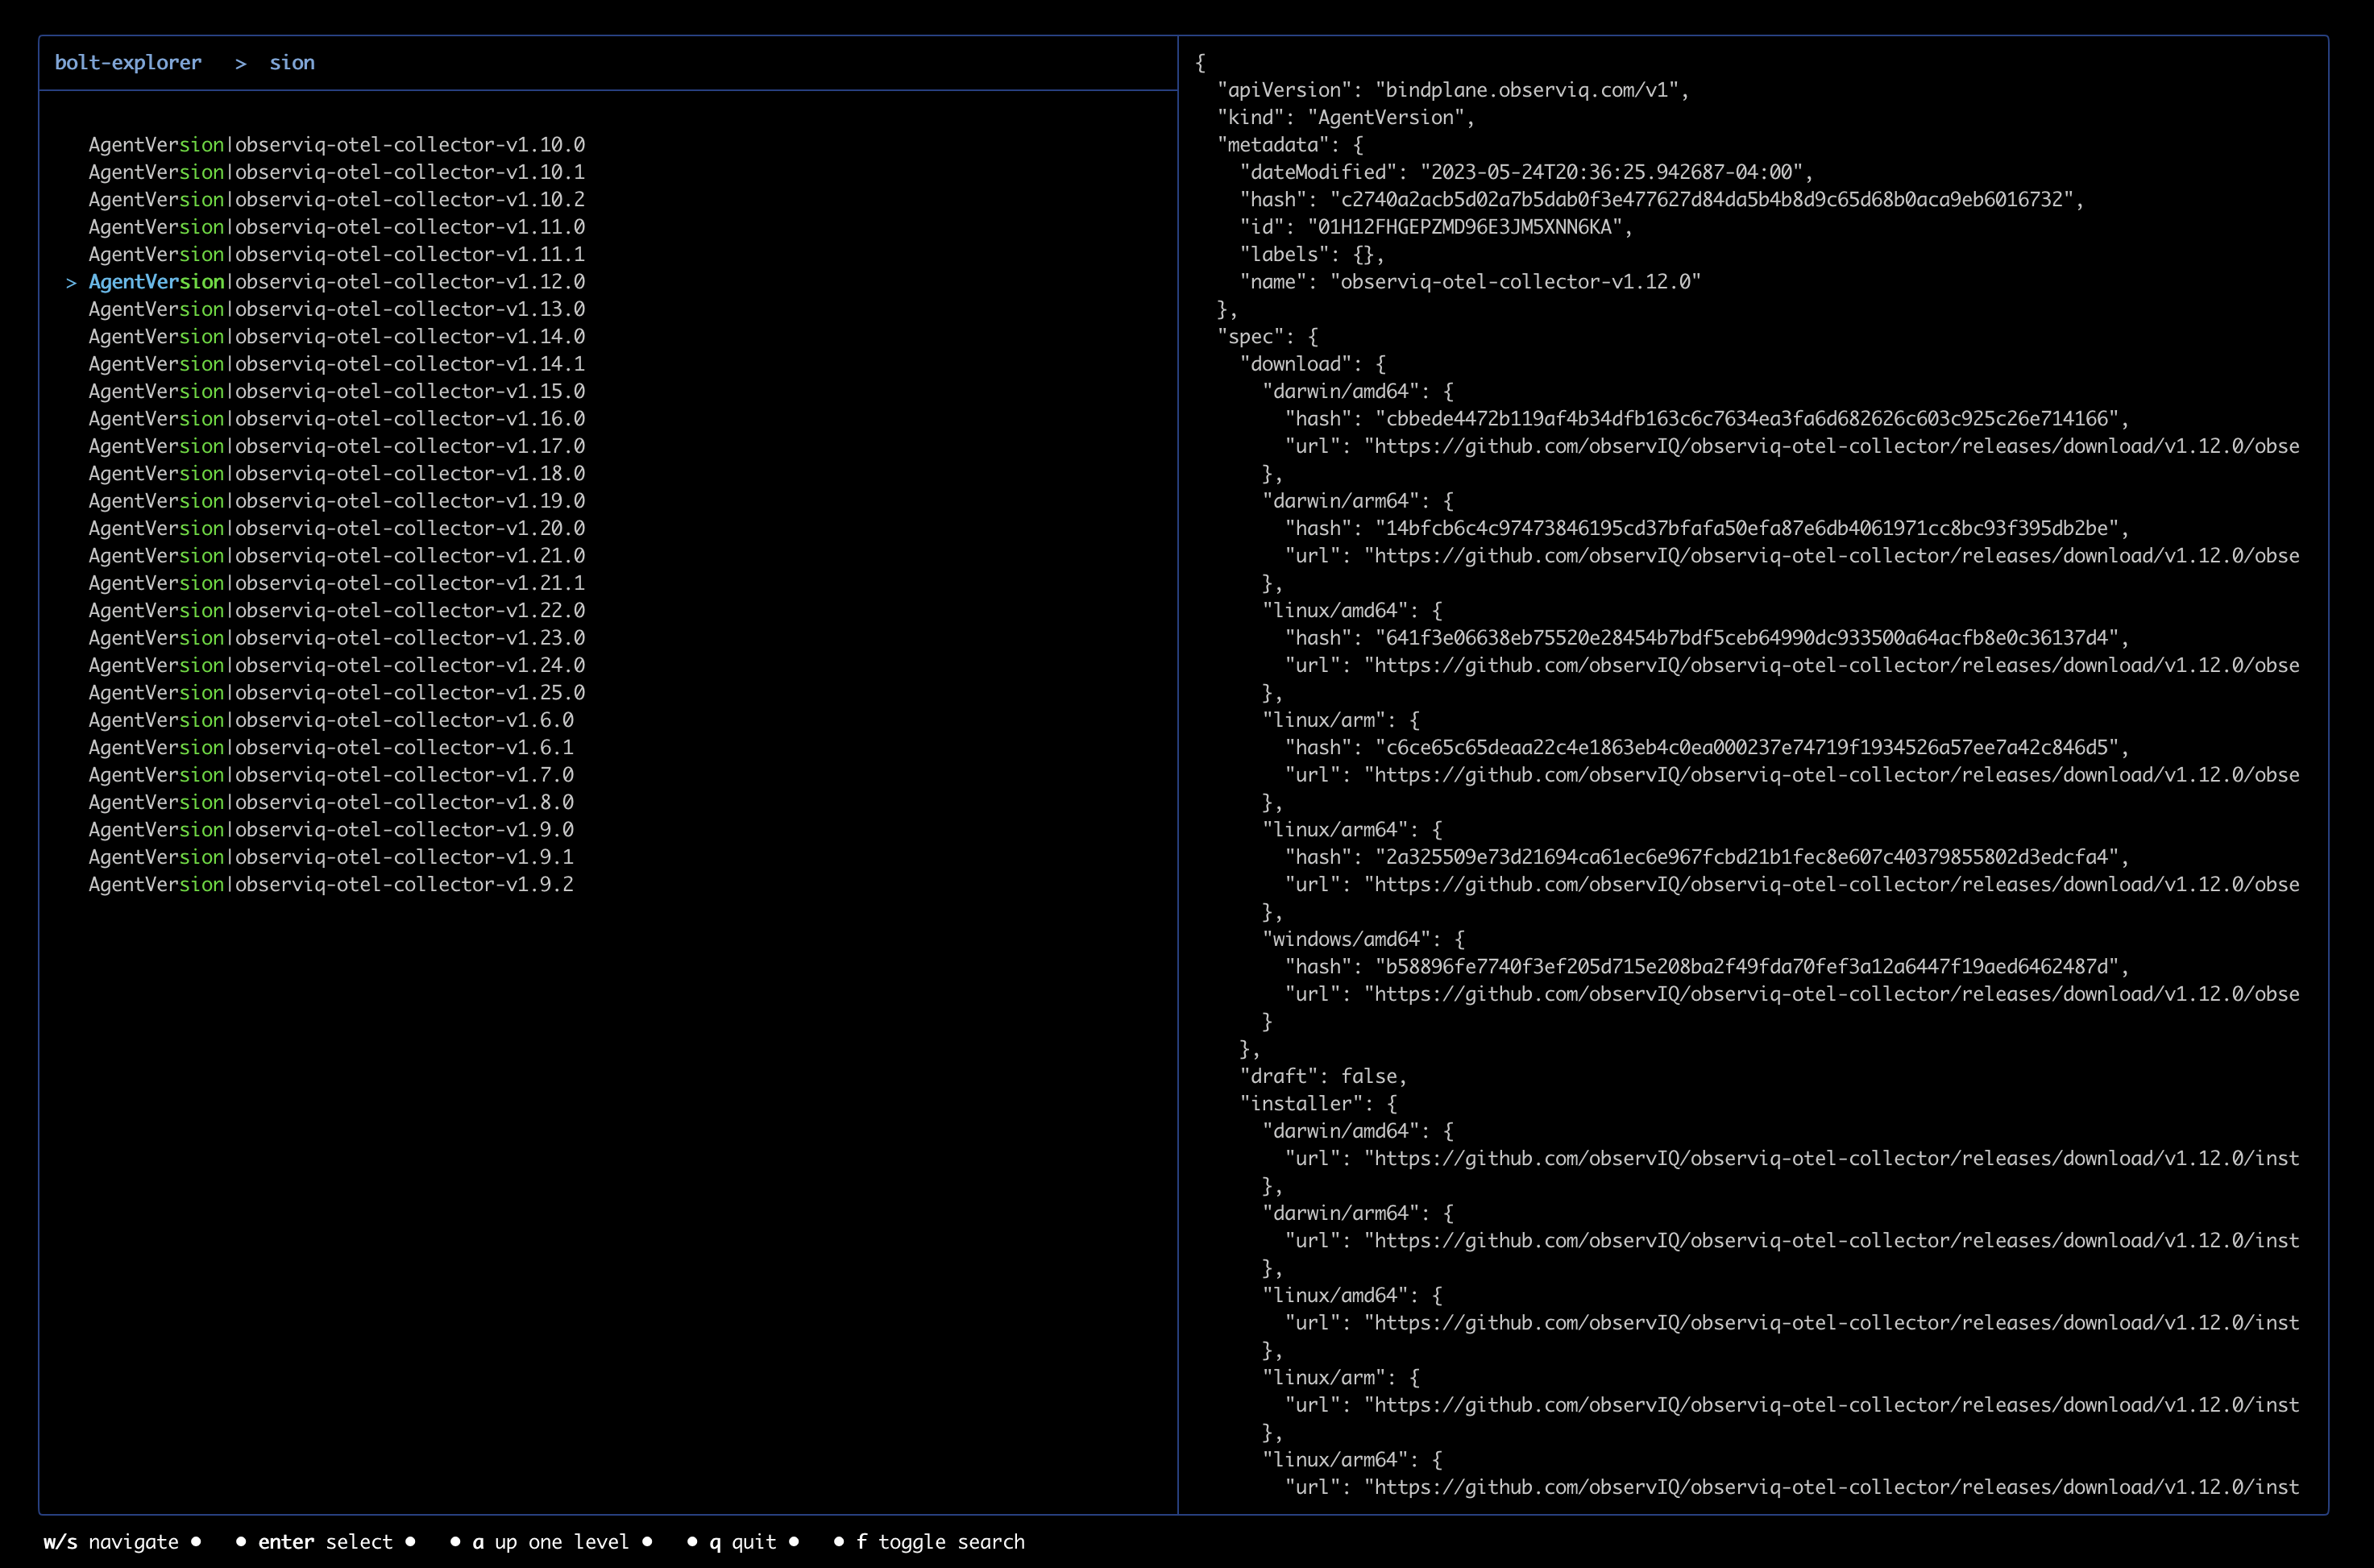 bolt-explorer > sion
AgentVersion|observiq-otel-collector-v1.10.0
AgentVersion|observiq-otel-collector-v1.10.1
AgentVersion|observiq-otel-collector-v1.10.2
AgentVersion|observiq-otel-collector-v1.11.0
AgentVersion|observiq-otel-collector-v1.11.1
> AgentVersion|observiq-otel-collector-v1.12.0
AgentVersion|observiq-otel-collector-v1.13.0
AgentVersion|observiq-otel-collector-v1.14.0
AgentVersion|observiq-otel-collector-v1.14.1
AgentVersion|observiq-otel-collector-v1.15.0
AgentVersion|observiq-otel-collector-v1.16.0
AgentVersion|observiq-otel-collector-v1.17.0
AgentVersion|observiq-otel-collector-v1.18.0
AgentVersion|observiq-otel-collector-v1.19.0
AgentVersion|observiq-otel-collector-v1.20.0
AgentVersion|observiq-otel-collector-v1.21.0
AgentVersion|observiq-otel-collector-v1.21.1
AgentVersion|observiq-otel-collector-v1.22.0
AgentVersion|observiq-otel-collector-v1.23.0
AgentVersion|observiq-otel-collector-v1.24.0
AgentVersion|observiq-otel-collector-v1.25.0
AgentVersion|observiq-otel-collector-v1.6.0
AgentVersion|observiq-otel-collector-v1.6.1
AgentVersion|observiq-otel-collector-v1.7.0
AgentVersion|observiq-otel-collector-v1.8.0
AgentVersion|observiq-otel-collector-v1.9.0
AgentVersion|observiq-otel-collector-v1.9.1
AgentVersion|observiq-otel-collector-v1.9.2
{
"apiVersion": "bindplane.observiq.com/v1",
"kind": "AgentVersion",
"metadata": {
"dateModified": "2023-05-24T20:36:25.942687-04:00",
"hash": "c2740a2acb5d02a7b5dab0f3e477627d84da5b4b8d9c65d68b0aca9eb6016732",
"id": "01H12FHGEPZMD96E3JM5XNN6KA",
"labels": {},
"name": "observiq-otel-collector-v1.12.0"
},
"spec": {
"download": {
"darwin/amd64": {
"hash": "cbbede4472b119af4b34dfb163c6c7634ea3fa6d682626c603c925c26e714166",
"url": "https://github.com/observIQ/observiq-otel-collector/releases/download/v1.12.0/obse
},
"darwin/arm64": {
"hash": "14bfcb6c4c97473846195cd37bfafa50efa87e6db4061971cc8bc93f395db2be",
"url": "https://github.com/observIQ/observiq-otel-collector/releases/download/v1.12.0/obse
},
"linux/amd64": {
"hash": "641f3e06638eb75520e28454b7bdf5ceb64990dc933500a64acfb8e0c36137d4",
"url": "https://github.com/observIQ/observiq-otel-collector/releases/download/v1.12.0/obse
},
"linux/arm": {
"hash": "c6ce65c65deaa22c4e1863eb4c0ea000237e74719f1934526a57ee7a42c846d5",
"url": "https://github.com/observIQ/observiq-otel-collector/releases/download/v1.12.0/obse
},
"linux/arm64": {
"hash": "2a325509e73d21694ca61ec6e967fcbd21b1fec8e607c40379855802d3edcfa4",
"url": "https://github.com/observIQ/observiq-otel-collector/releases/download/v1.12.0/obse
},
"windows/amd64": {
"hash": "b58896fe7740f3ef205d715e208ba2f49fda70fef3a12a6447f19aed6462487d",
"url": "https://github.com/observIQ/observiq-otel-collector/releases/download/v1.12.0/obse
}
},
"draft": false,
"installer": {
"darwin/amd64": {
"url": "https://github.com/observIQ/observiq-otel-collector/releases/download/v1.12.0/inst
},
"darwin/arm64": {
"url": "https://github.com/observIQ/observiq-otel-collector/releases/download/v1.12.0/inst
},
"linux/amd64": {
"url": "https://github.com/observIQ/observiq-otel-collector/releases/download/v1.12.0/inst
},
"linux/arm": {
"url": "https://github.com/observIQ/observiq-otel-collector/releases/download/v1.12.0/inst
},
"linux/arm64": {
"url": "https://github.com/observIQ/observiq-otel-collector/releases/download/v1.12.0/inst
w/s navigate • • enter select • • a up one level • • q quit • • f toggle search